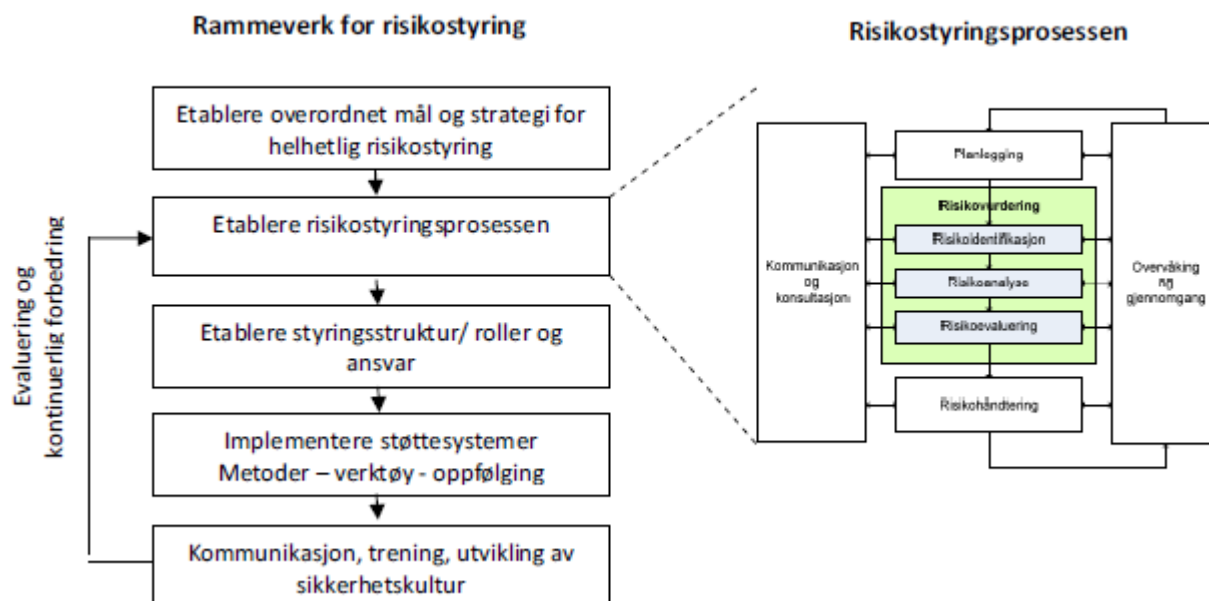 Rammeverk for risikostyring
Etablere overordnet mål og strategi for
helhetlig risikostyring
Etablere risikostyringsprosessen
Etablere styringsstruktur/ roller og
ansvar
Implementere støttesystemer
Metoder – verktøy - oppfølging
Kommunikasjon, trening, utvikling av
sikkerhetskultur
Evaluering og
kontinuerlig forbedring
Risikostyringsprosessen
Kommunikasjon
og
konsultasjon
Planlegging
Risikovurdering
Risikoidentifikasjon
Risikoanalyse
Risikoevaluering
Risikohåndtering
Overvåking
og
gjennomgang